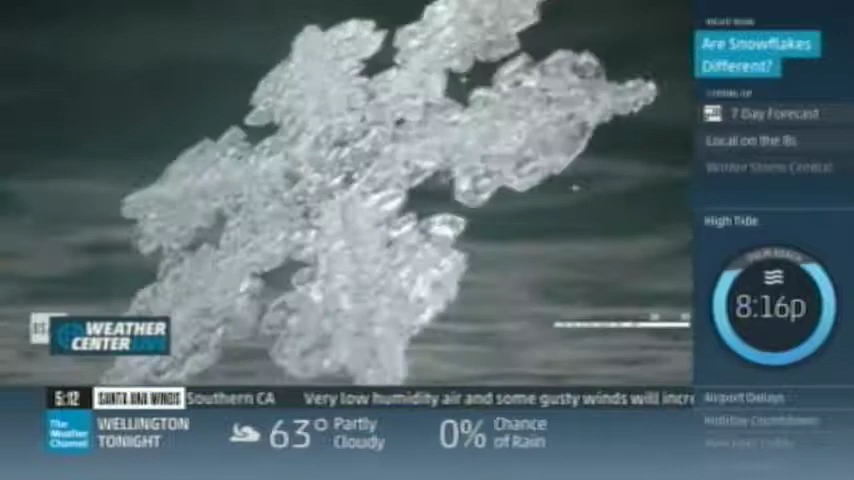 Are Snowflakes
Different?
COMING UP
7 Day Forecast
Local on the 8s
Winter Storm Central
High Tide
8:16p
WEATHER
CENTER LIVE
5:12
SANTA ANA WINDS
Southern CA
Very low humidity air and some gusty winds will incre
Airport Delays
Holiday Countdown
The
Weather
Channel
WELLINGTON
TONIGHT
63° Partly
Cloudy
0% Chance
of Rain